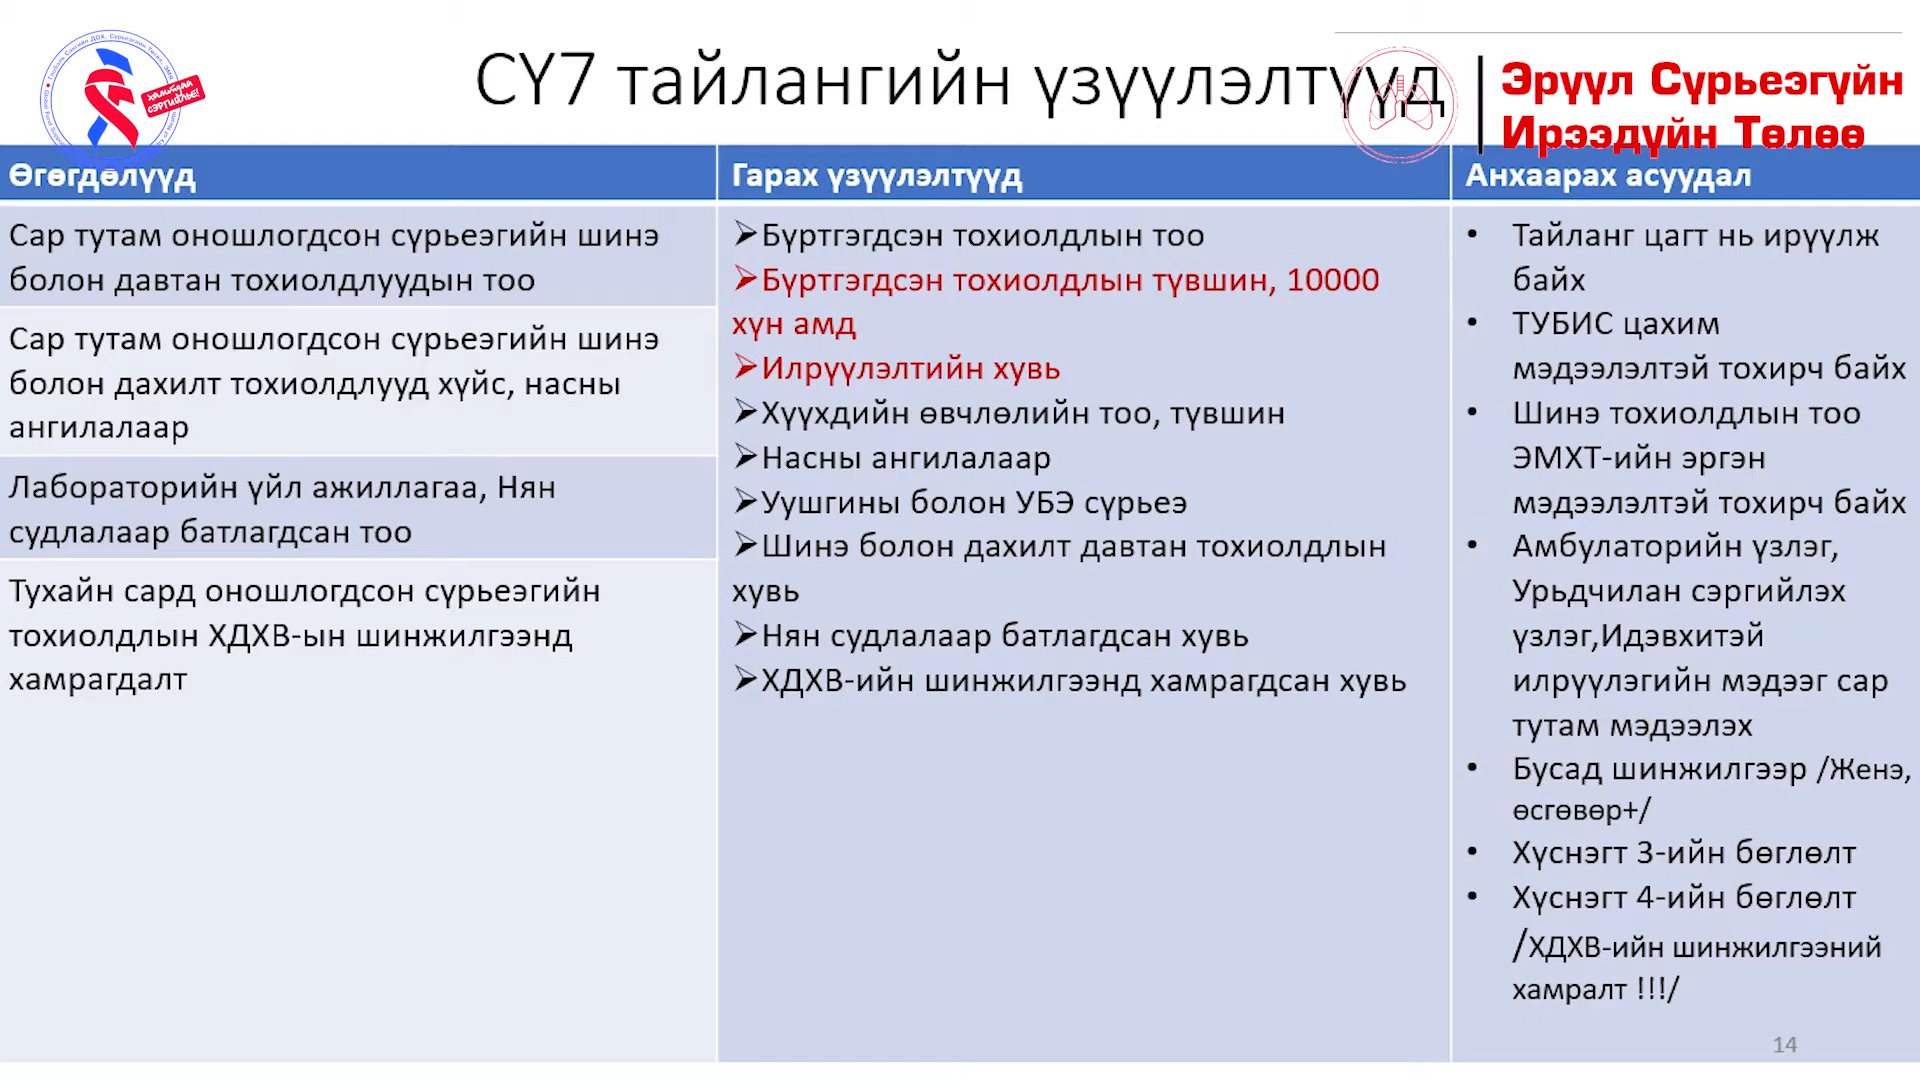 СҮ7 тайлангийн үзүүлэлтүүд
ХАМТДАА
СЭРГИЙЛЬЕ!
Эрүүл Сүрьеэгүйн
Ирээдүйн Төлөө
Өгөгдөлүүд
Сар тутам оношлогдсон сүрьеэгийн шинэ
болон давтан тохиолдлуудын тоо
Сар тутам оношлогдсон сүрьеэгийн шинэ
болон дахилт тохиолдлууд хүйс, насны
ангилалаар
Лабораторийн үйл ажиллагаа, Нян
судлалаар батлагдсан тоо
Тухайн сард оношлогдсон сүрьеэгийн
тохиолдлын ХДХВ-ын шинжилгээнд
хамрагдалт
Гарах үзүүлэлтүүд
➢Бүртгэгдсэн тохиолдлын тоо
➢Бүртгэгдсэн тохиолдлын түвшин, 10000
хүн амд
➢Илрүүлэлтийн хувь
➢Хүүхдийн өвчлөлийн тоо, түвшин
➢Насны ангилалаар
➢Уушгины болон УБЭ сүрьеэ
➢Шинэ болон дахилт давтан тохиолдлын
хувь
➢Нян судлалаар батлагдсан хувь
➢ХДХВ-ийн шинжилгээнд хамрагдсан хувь
Анхаарах асуудал
• Тайланг цагт нь ирүүлж
байх
• ТУБИС цахим
мэдээлэлтэй тохирч байх
• Шинэ тохиолдлын тоо
ЭМХТ-ийн эргэн
мэдээлэлтэй тохирч байх
• Амбулаторийн үзлэг,
Урьдчилан сэргийлэх
үзлэг,Идэвхитэй
илрүүлэгийн мэдээг сар
тутам мэдээлэх
• Бусад шинжилгээр /Женэ,
өсгөвөр+/
• Хүснэгт 3-ийн бөглөлт
• Хүснэгт 4-ийн бөглөлт
/ХДХВ-ийн шинжилгээний
хамралт !!!/
14